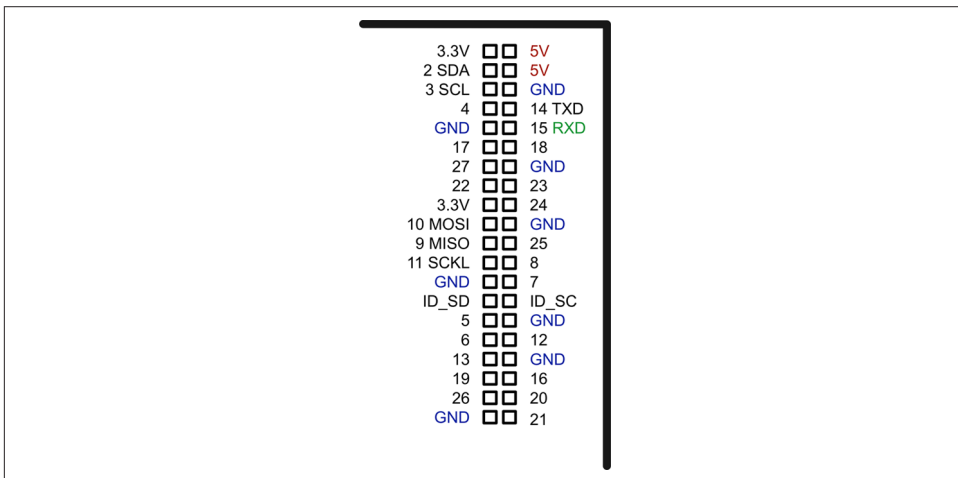 3.3V 5V
2 SDA 5V
3 SCL GND
4 14 TXD
GND 15 RXD
17 18
27 GND
22 23
3.3V 24
10 MOSI GND
9 MISO 25
11 SCKL 8
GND 7
ID_SD ID_SC
5 GND
6 12
13 GND
19 16
26 20
GND 21